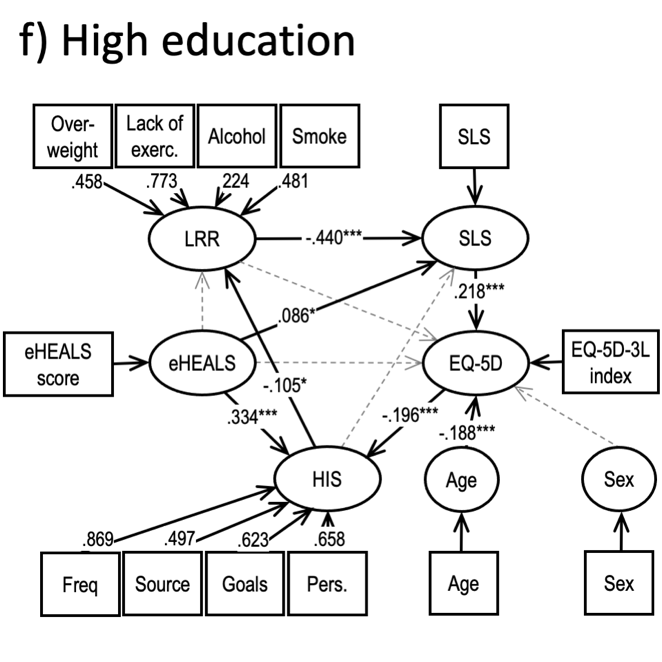 f) High education
Over-
weight
Lack of
exerc.
Alcohol
Smoke
SLS
.458
.773
.224
.481
LRR
-.440***
SLS
.218***
.086*
eHEALS
score
eHEALS
EQ-5D
EQ-5D-3L
index
-.105*
.334***
-.196***
-.188***
HIS
Age
Sex
.869
.497
.623
.658
Freq
Source
Goals
Pers.
Age
Sex